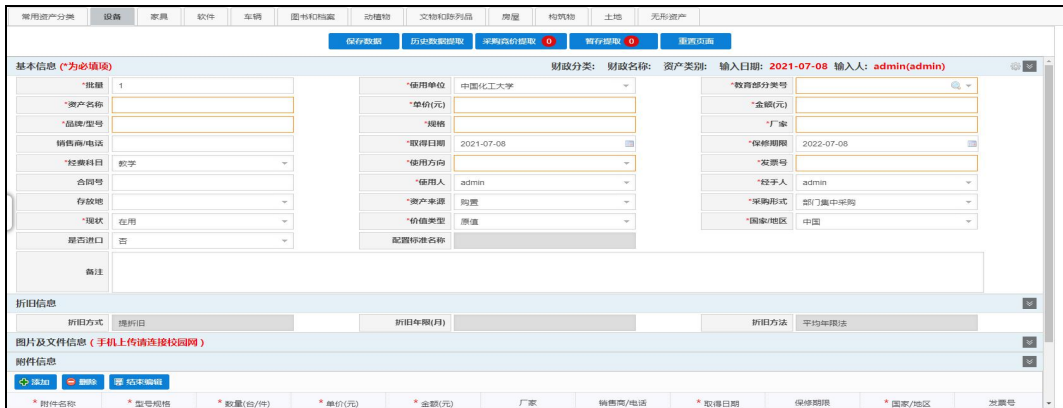 常用资产分类 设备 家具 软件 车辆 图书和档案 动植物 文物和陈列品 房屋 构筑物 土地 无形资产
保存数据 历史数据提取 采购竞价提取 0 暂存提取 0 重置页面
基本信息 (*为必填项) 财政分类: 财政名称: 资产类别: 输入日期: 2021-07-08 输入人: admin(admin)
*批量 1 *使用单位 中国化工大学 *教育部分类号
*资产名称 *单价(元) *金额(元)
*品牌/型号 *规格 *厂家
销售商/电话 *取得日期 2021-07-08 *保修期限 2022-07-08
*经费科目 教学 *使用方向 *发票号
合同号 *使用人 admin *经手人 admin
存放地 *资产来源 购置 *采购形式 部门集中采购
*现状 在用 *价值类型 原值 *国家/地区 中国
是否进口 否 配置标准名称
备注
折旧信息
折旧方式 提折旧 折旧年限(月) 折旧方法 平均年限法
图片及文件信息 ( 手机上传请连接校园网 )
附件信息
添加 删除 结束编辑
* 附件名称 * 型号规格 * 数量(台/件) * 单价(元) * 金额(元) 厂家 销售商/电话 * 取得日期 保修期限 * 国家/地区 发票号